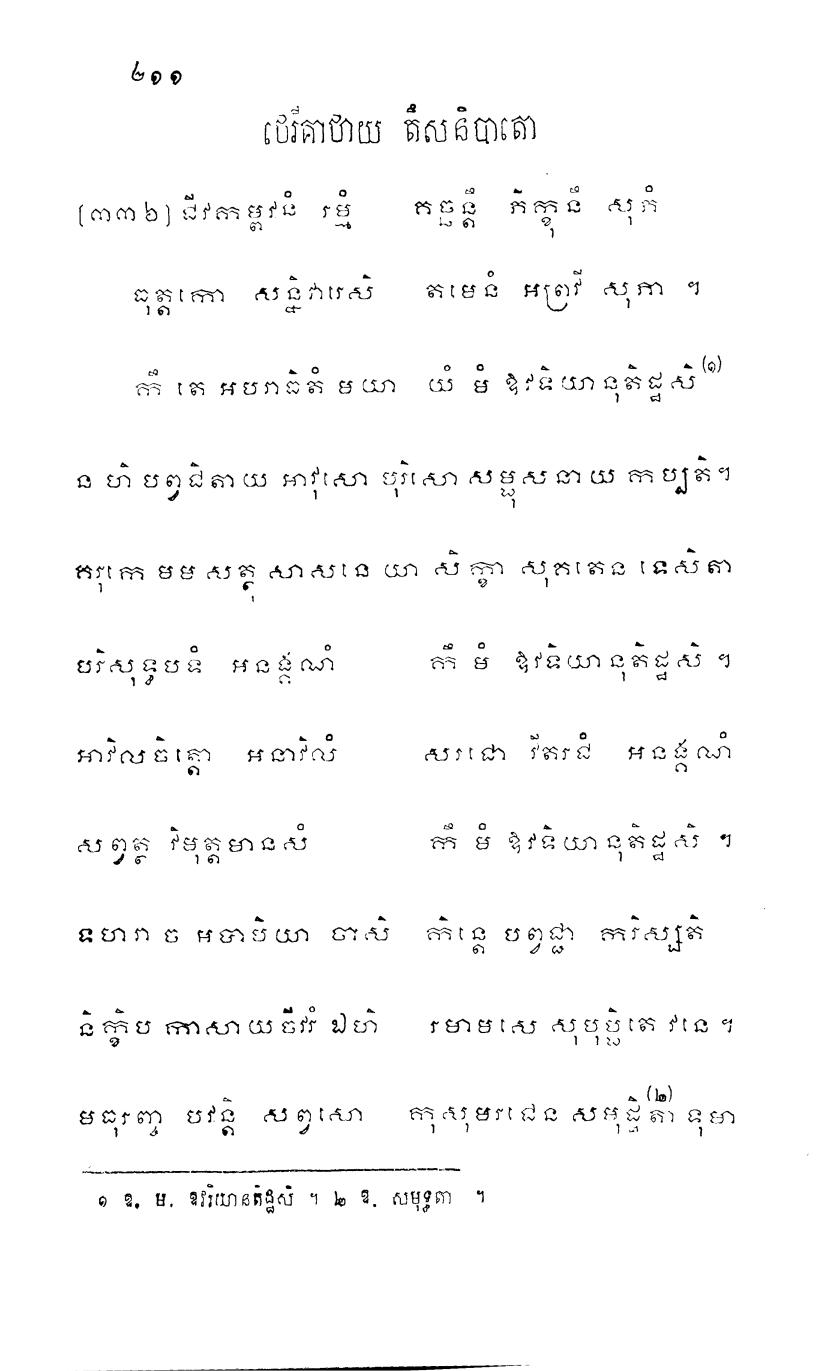 ២១១
ថេរីគាថាយ តឹសនិបាតោ
(៣៣៦) ជីវកម្ពវនំ រម្មំ គច្ឆន្តឹ ភិក្ខុនឹ សុភំ
ធុត្តកោ សន្និវារេសិ តមេនំ អព្រវី សុភា ។
កឹ តេ អបរាធិតំ មយា យំ មំ ឱវទិយានុតិដ្ឋសិ(១)
ន ហិ បព្វជិតាយ អាវុសោ បុរិសោ សម្ផុសនាយ កប្បតិ។
គរុកេ មម សត្ថុ សាសនេ យា សិក្ខា សុគតេន ទេសិតា
បរិសុទ្ធបទំ អនង្គណំ កឹ មំ ឱវទិយានុតិដ្ឋសិ ។
អាវិលចិត្តោ អនាវិលំ សរជោ វីតរជំ អនង្គណំ
សព្វត្ថ វិមុត្តមានសំ កឹ មំ ឱវទិយានុតិដ្ឋសិ ។
ទហរា ច អបាបិយា ចាសិ កិន្តេ បព្វជ្ជា ករិស្សតិ
និក្ខិប កាសាយចីវរំ ឯហិ រមាមសេ សុបុប្ផិតេ វនេ ។
មធុរញ្ច បវន្តិ សព្វសោ កុសុមរជេន សមុដ្ឋិតា(២) ទុមា
១ ឱ. ម. ឱវរិយានតិដ្ឋសិ ។ ២ ឱ. សមុទ្ធតា ។